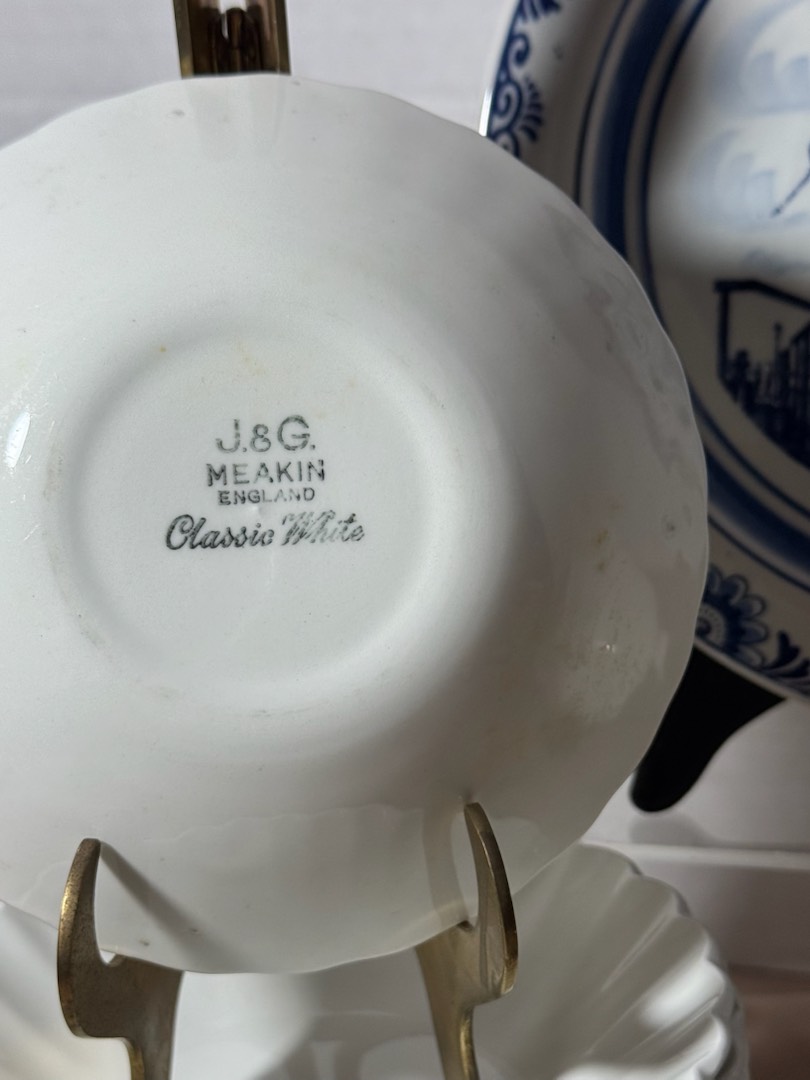 J.&G.
MEAKIN
ENGLAND
Classic White